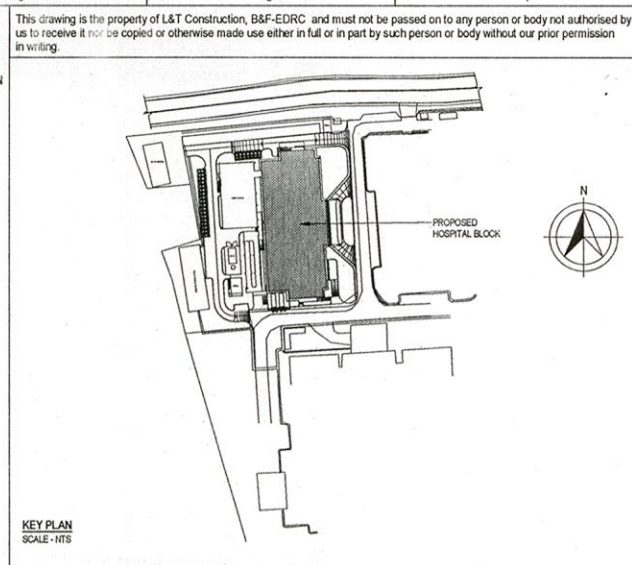 This drawing is the property of L&T Construction, B&F-EDRC and must not be passed on to any person or body not authorised by
us to receive it nor be copied or otherwise made use either in full or in part by such person or body without our prior permission
in writing.
N
PROPOSED
HOSPITAL BLOCK
N
KEY PLAN
SCALE - NTS